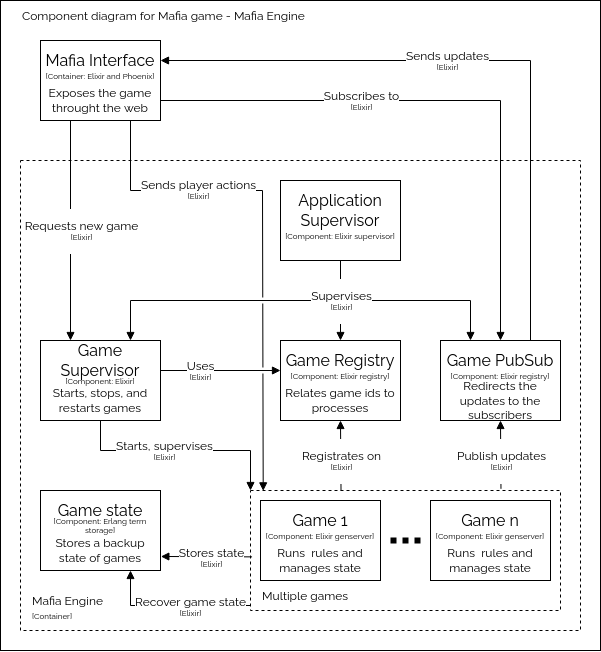 Component diagram for Mafia game - Mafia Engine
Mafia Interface
[Container: Elixir and Phoenix]
Exposes the game
throught the web
Sends updates
[Elixir]
Subscribes to
[Elixir]
Sends player actions
[Elixir]
Requests new game
[Elixir]
Application
Supervisor
[Component: Elixir supervisor]
Supervises
[Elixir]
Game
Supervisor
[Component: Elixir]
Starts, stops, and
restarts games
Uses
[Elixir]
Game Registry
[Component: Elixir registry]
Relates game ids to
processes
Game PubSub
[Component: Elixir registry]
Redirects the
updates to the
subscribers
Starts, supervises
[Elixir]
Registrates on
[Elixir]
Publish updates
[Elixir]
Game state
[Component: Erlang term
storage]
Stores a backup
state of games
Stores state
[Elixir]
Recover game state
[Elixir]
Game 1
[Component: Elixir genserver]
Runs rules and
manages state
Game n
[Component: Elixir genserver]
Runs rules and
manages state
Multiple games
Mafia Engine
[Container]